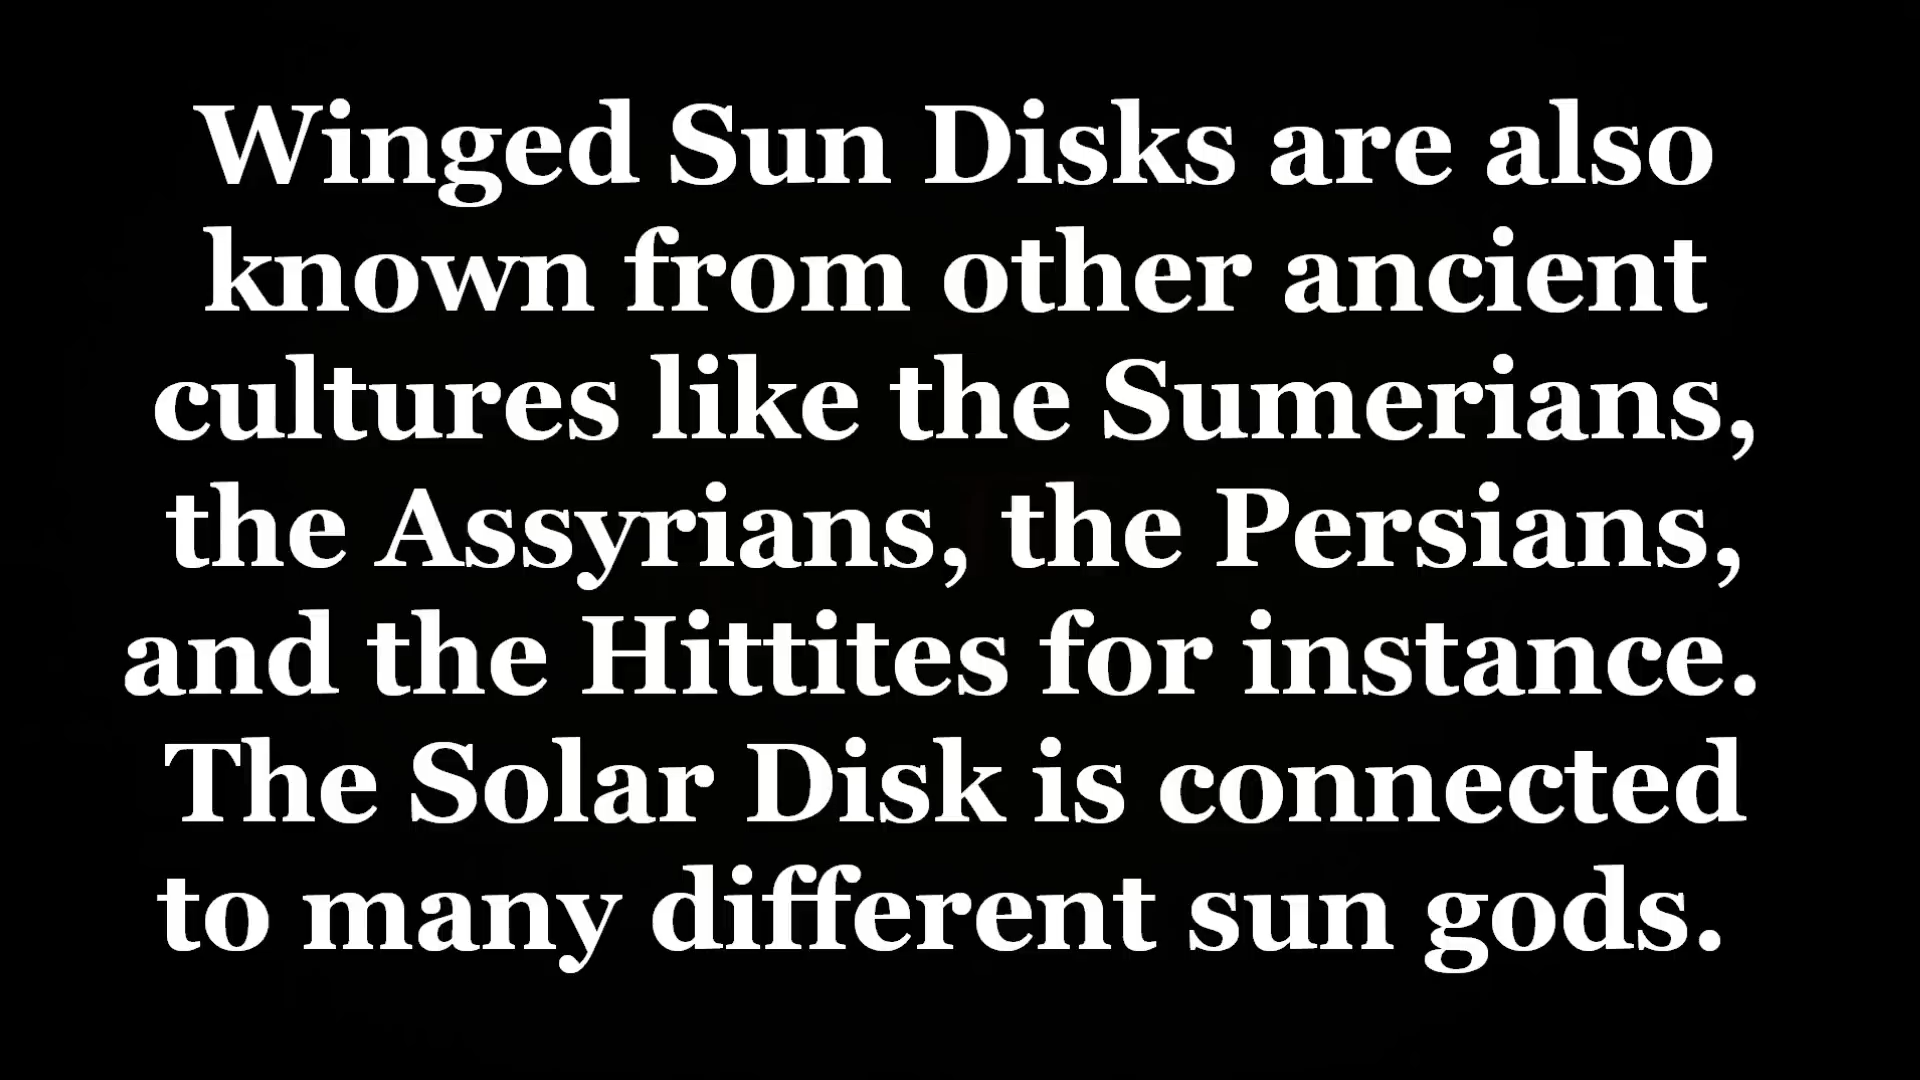 Winged Sun Disks are also
known from other ancient
cultures like the Sumerians,
the Assyrians, the Persians,
and the Hittites for instance.
The Solar Disk is connected
to many different sun gods.